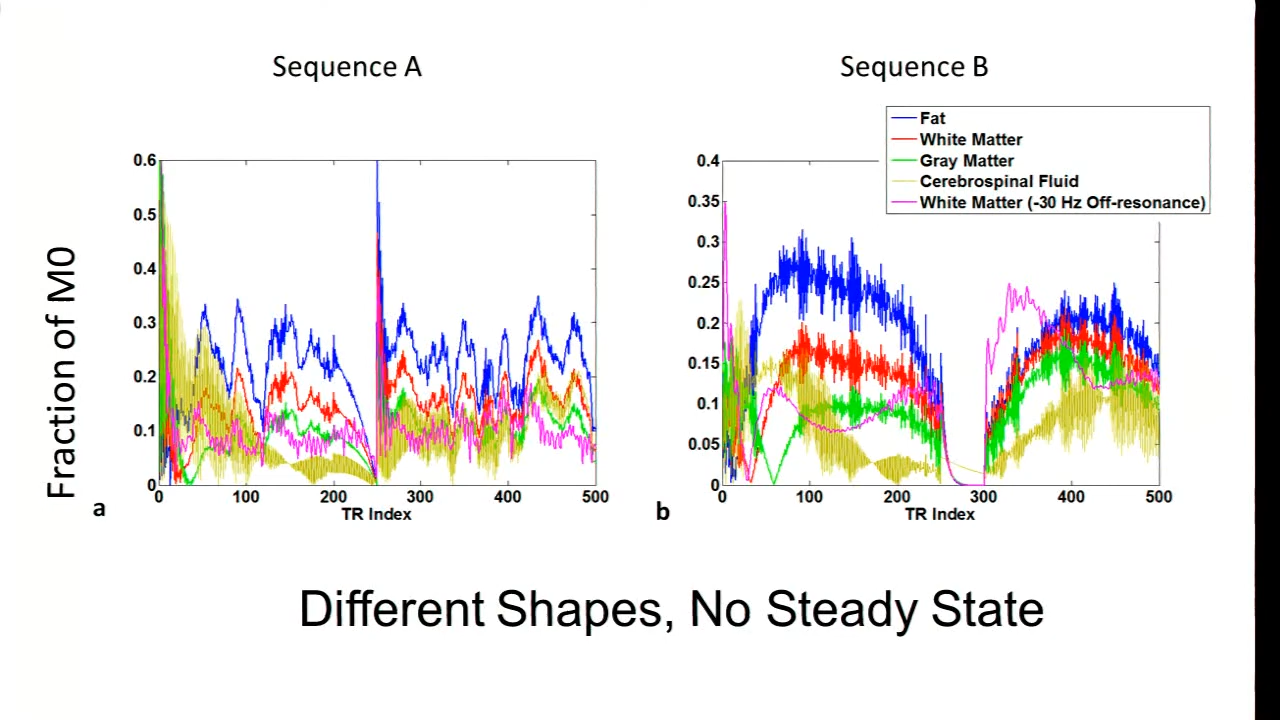 Sequence A
Sequence B
Fat
White Matter
Gray Matter
Cerebrospinal Fluid
White Matter (-30 Hz Off-resonance)
Fraction of M0
0.6
0.5
0.4
0.3
0.2
0.1
0
0
100
200
300
400
500
TR Index
a
0.4
0.35
0.3
0.25
0.2
0.15
0.1
0.05
0
0
100
200
300
400
500
TR Index
b
Different Shapes, No Steady State